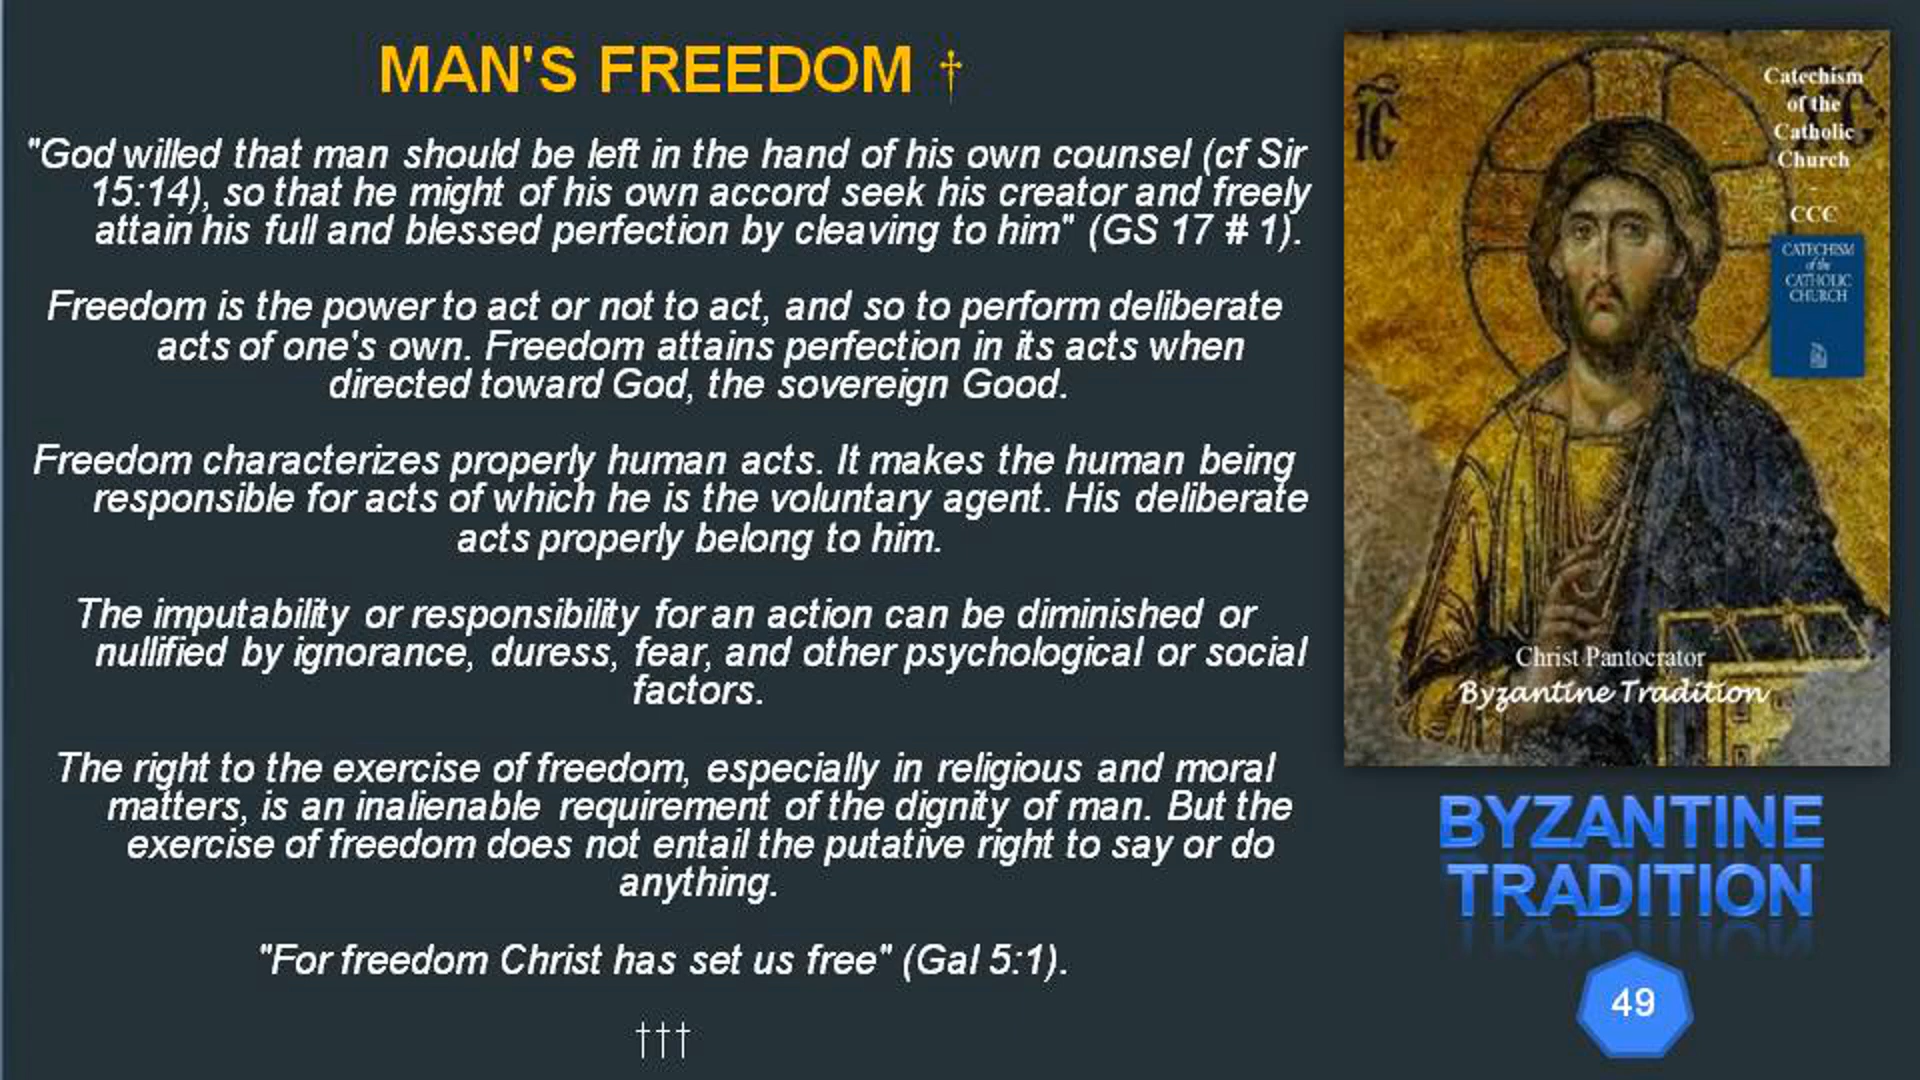 MAN'S FREEDOM †
"God willed that man should be left in the hand of his own counsel (cf Sir
15:14), so that he might of his own accord seek his creator and freely
attain his full and blessed perfection by cleaving to him" (GS 17 # 1).
Freedom is the power to act or not to act, and so to perform deliberate
acts of one's own. Freedom attains perfection in its acts when
directed toward God, the sovereign Good.
Freedom characterizes properly human acts. It makes the human being
responsible for acts of which he is the voluntary agent. His deliberate
acts properly belong to him.
The imputability or responsibility for an action can be diminished or
nullified by ignorance, duress, fear, and other psychological or social
factors.
The right to the exercise of freedom, especially in religious and moral
matters, is an inalienable requirement of the dignity of man. But the
exercise of freedom does not entail the putative right to say or do
anything.
"For freedom Christ has set us free" (Gal 5:1).
†††
Catechism
of the
Catholic
Church
-
CCC
CATECHISM
of the
CATHOLIC
CHURCH
Christ Pantocrator
Byzantine Tradition
BYZANTINE
TRADITION
49